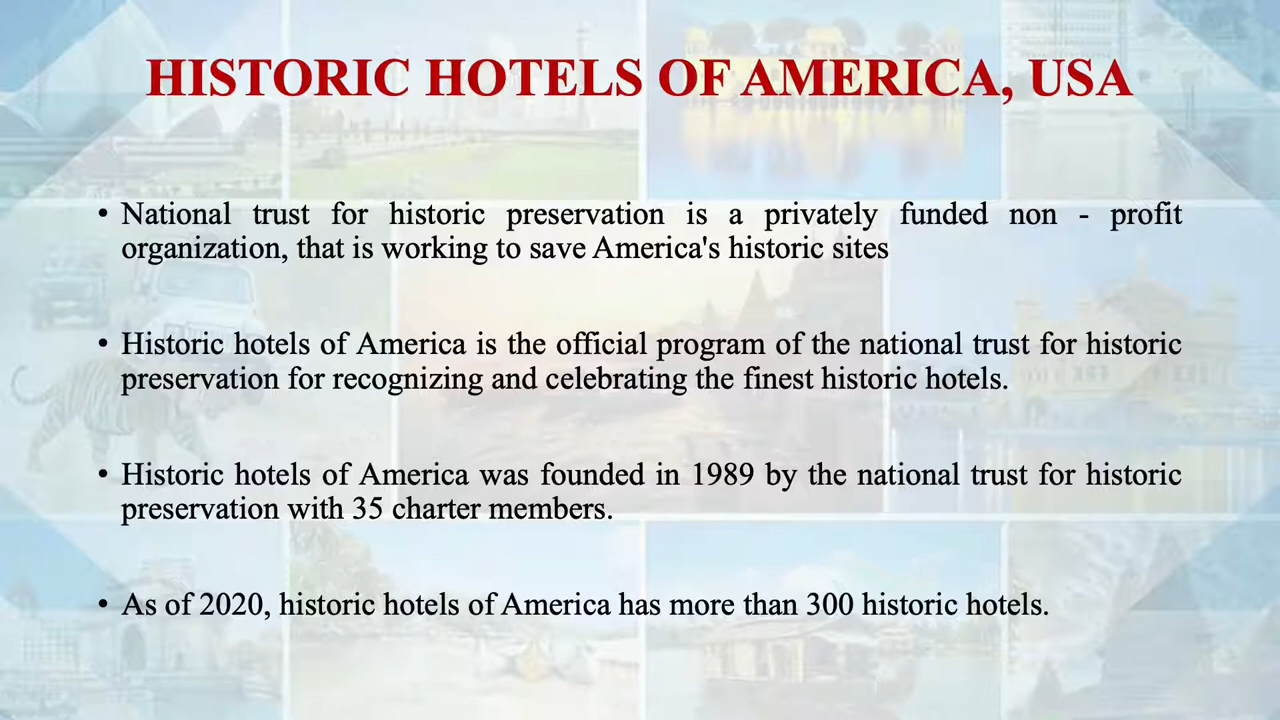 HISTORIC HOTELS OF AMERICA, USA
• National trust for historic preservation is a privately funded non - profit
organization, that is working to save America's historic sites
• Historic hotels of America is the official program of the national trust for historic
preservation for recognizing and celebrating the finest historic hotels.
• Historic hotels of America was founded in 1989 by the national trust for historic
preservation with 35 charter members.
• As of 2020, historic hotels of America has more than 300 historic hotels.